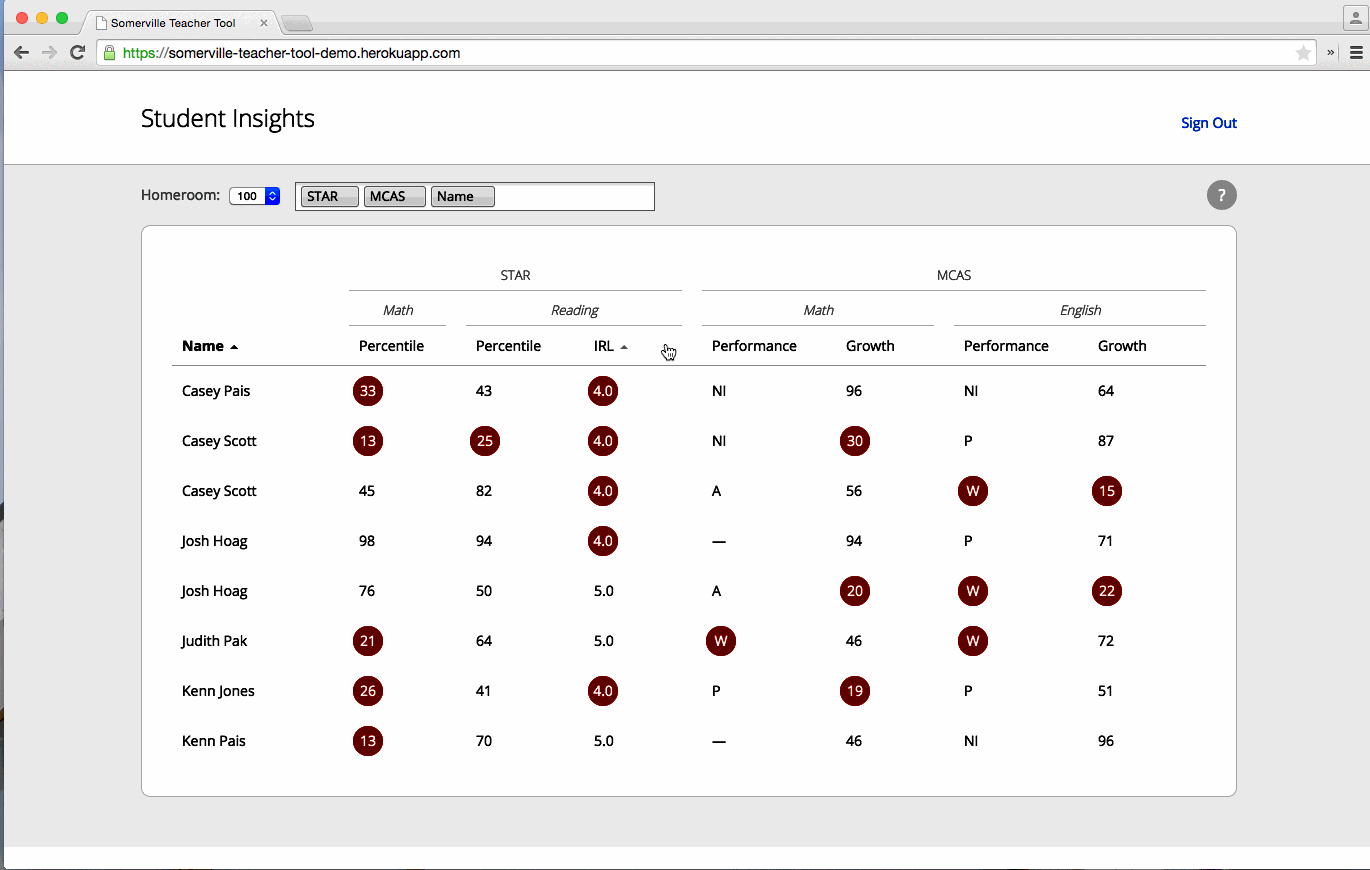 Somerville Teacher Tool
https://somerville-teacher-tool-demo.herokuapp.com
»
Student Insights
Sign Out
Homeroom: 100 STAR MCAS Name ?
STAR MCAS
Math Reading Math English
Name Percentile Percentile IRL Performance Growth Performance Growth
Casey Pais 33 43 4.0 NI 96 NI 64
Casey Scott 13 25 4.0 NI 30 P 87
Casey Scott 45 82 4.0 A 56 W 15
Josh Hoag 98 94 4.0 — 94 P 71
Josh Hoag 76 50 5.0 A 20 W 22
Judith Pak 21 64 5.0 W 46 W 72
Kenn Jones 26 41 4.0 P 19 P 51
Kenn Pais 13 70 5.0 — 46 NI 96